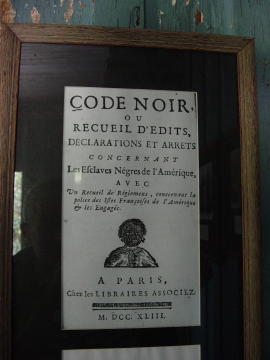 CODE NOIR,
OU
RECUEIL D'EDITS,
DECLARATIONS ET ARRETS
CONCERNANT
Les Esclaves Négres de l'Amérique,
AVEC
Un Recueil de Réglemens, concernant la
police des Isles Françoises de l'Amérique
& les Engagés.
A PARIS,
Chez les LIBRAIRES ASSOCIEZ.
M. DCC. XLIII.